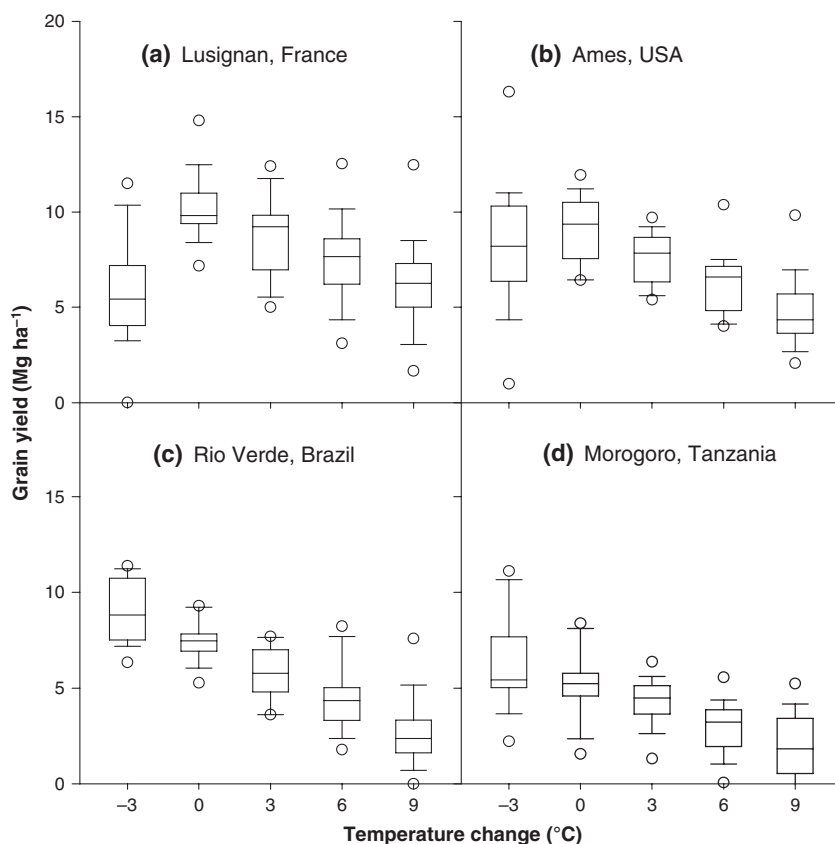 20
(a) Lusignan, France
(b) Ames, USA
15
10
5
0
Grain yield (Mg ha⁻¹)
(c) Rio Verde, Brazil
(d) Morogoro, Tanzania
15
10
5
0
–3 0 3 6 9 –3 0 3 6 9
Temperature change (°C)